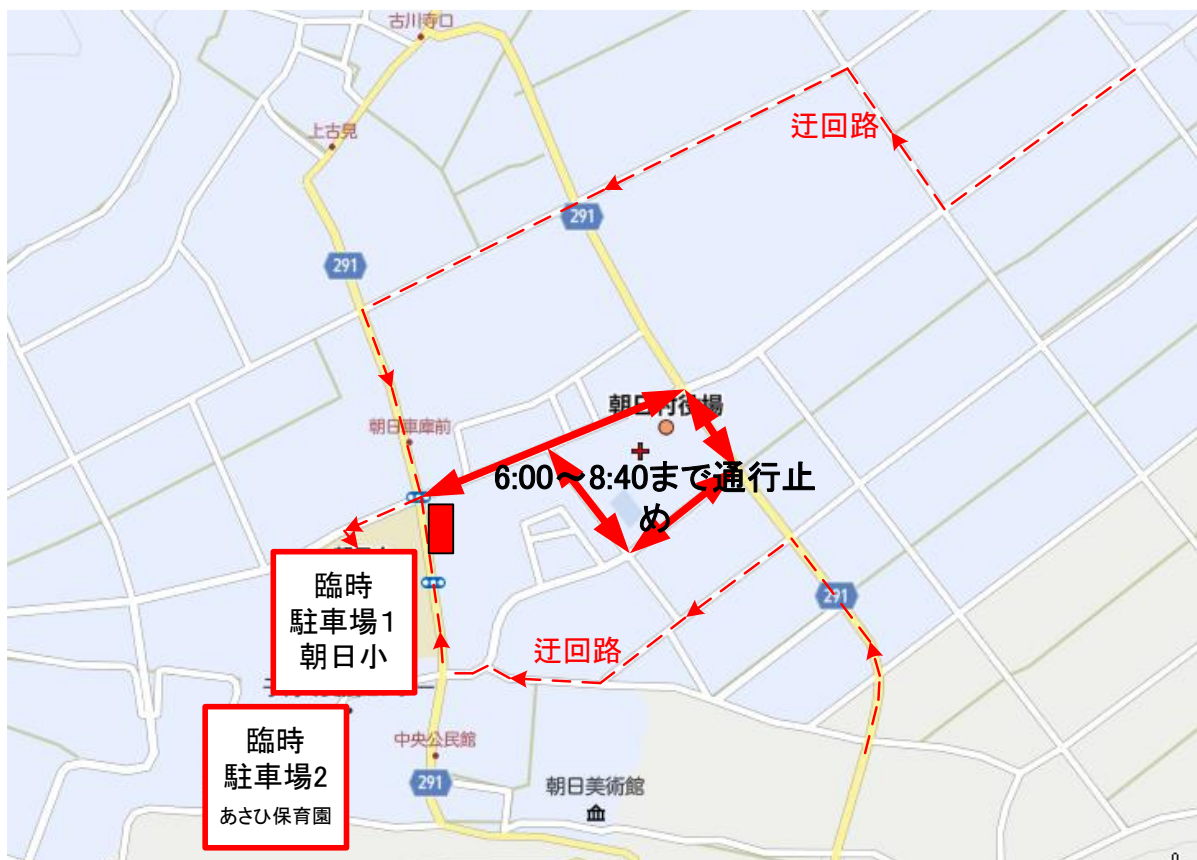 古川寺口
上古見
迂回路
291
291
朝日車庫前
朝日村役場
6:00~8:40まで通行止
め
臨時
駐車場1
朝日小
291
迂回路
臨時
駐車場2
あさひ保育園
中央公民館
291
朝日美術館